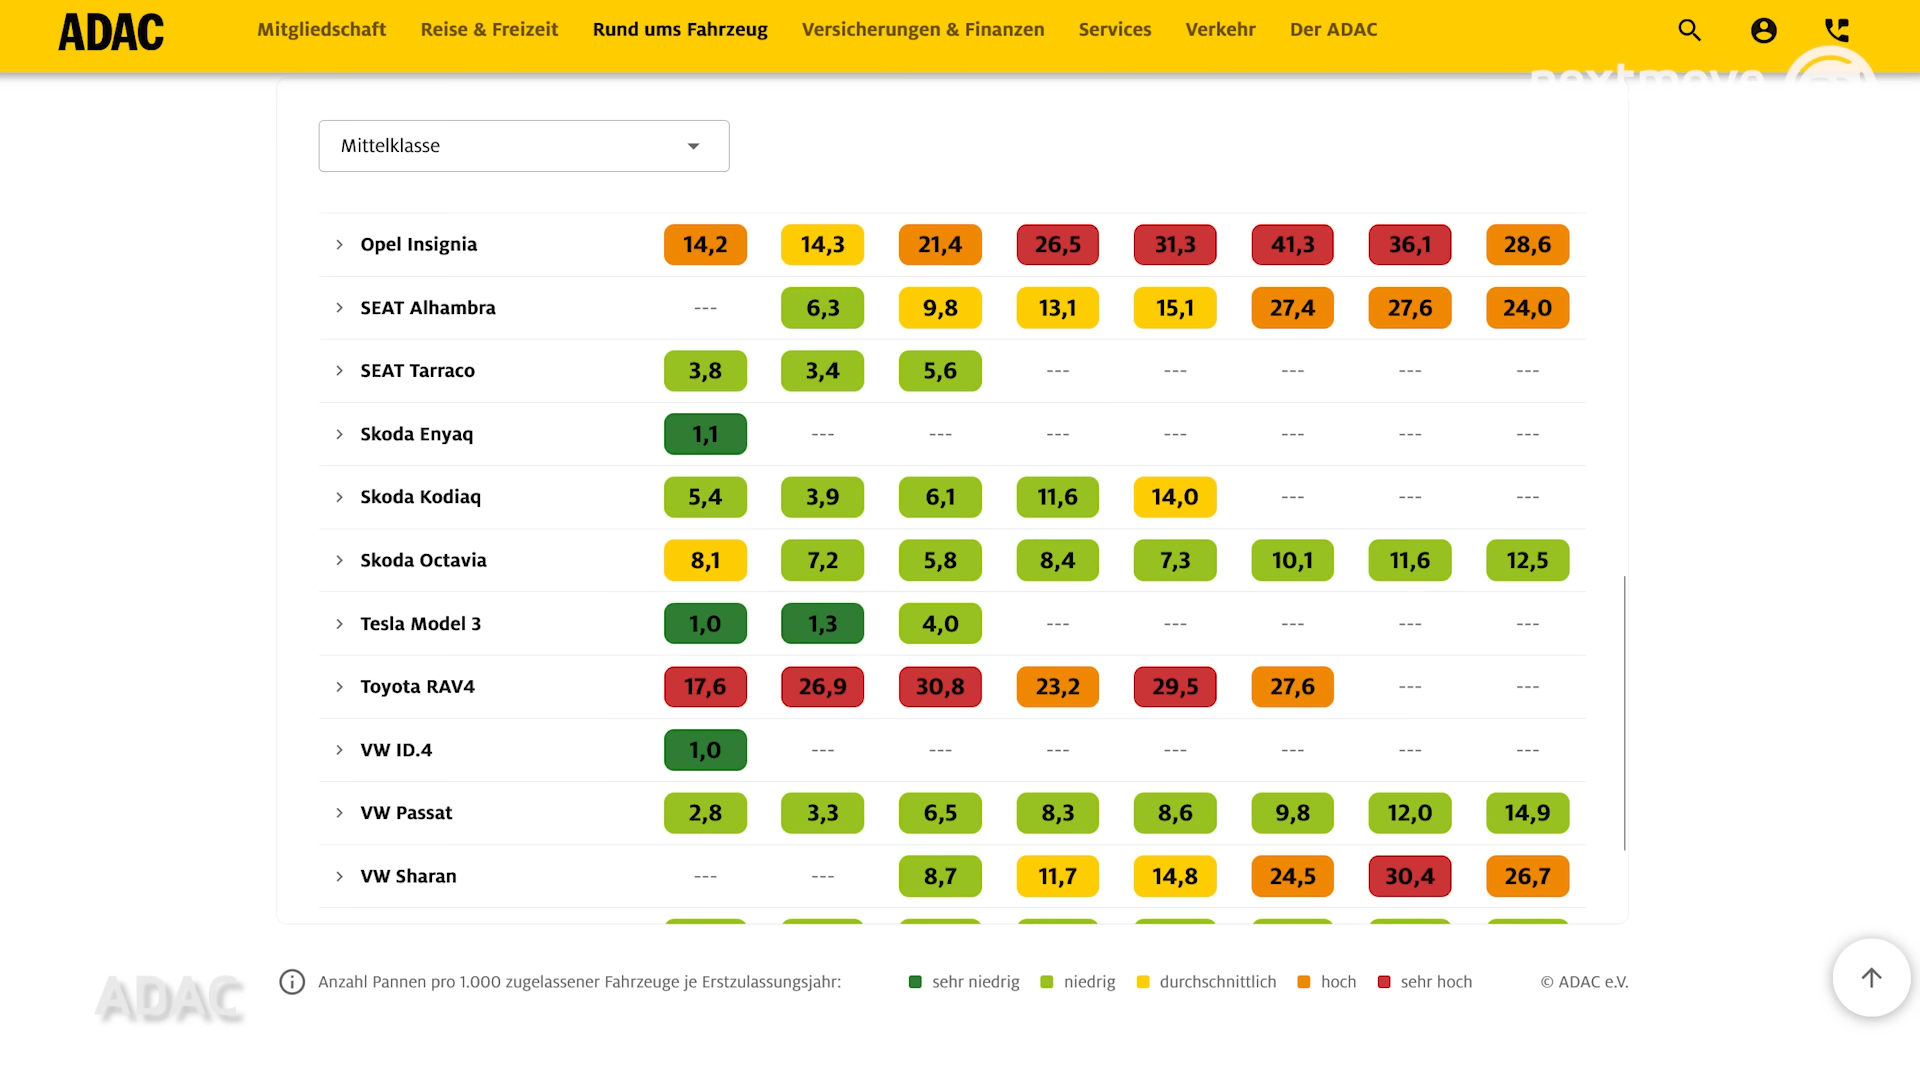 ADAC Mitgliedschaft Reise & Freizeit Rund ums Fahrzeug Versicherungen & Finanzen Services Verkehr Der ADAC
nextmove
Mittelklasse
Opel Insignia 14,2 14,3 21,4 26,5 31,3 41,3 36,1 28,6
SEAT Alhambra --- 6,3 9,8 13,1 15,1 27,4 27,6 24,0
SEAT Tarraco 3,8 3,4 5,6 --- --- --- --- ---
Skoda Enyaq 1,1 --- --- --- --- --- --- ---
Skoda Kodiaq 5,4 3,9 6,1 11,6 14,0 --- --- ---
Skoda Octavia 8,1 7,2 5,8 8,4 7,3 10,1 11,6 12,5
Tesla Model 3 1,0 1,3 4,0 --- --- --- --- ---
Toyota RAV4 17,6 26,9 30,8 23,2 29,5 27,6 --- ---
VW ID.4 1,0 --- --- --- --- --- --- ---
VW Passat 2,8 3,3 6,5 8,3 8,6 9,8 12,0 14,9
VW Sharan --- --- 8,7 11,7 14,8 24,5 30,4 26,7
Anzahl Pannen pro 1.000 zugelassener Fahrzeuge je Erstzulassungsjahr: sehr niedrig niedrig durchschnittlich hoch sehr hoch © ADAC e.V.
ADAC